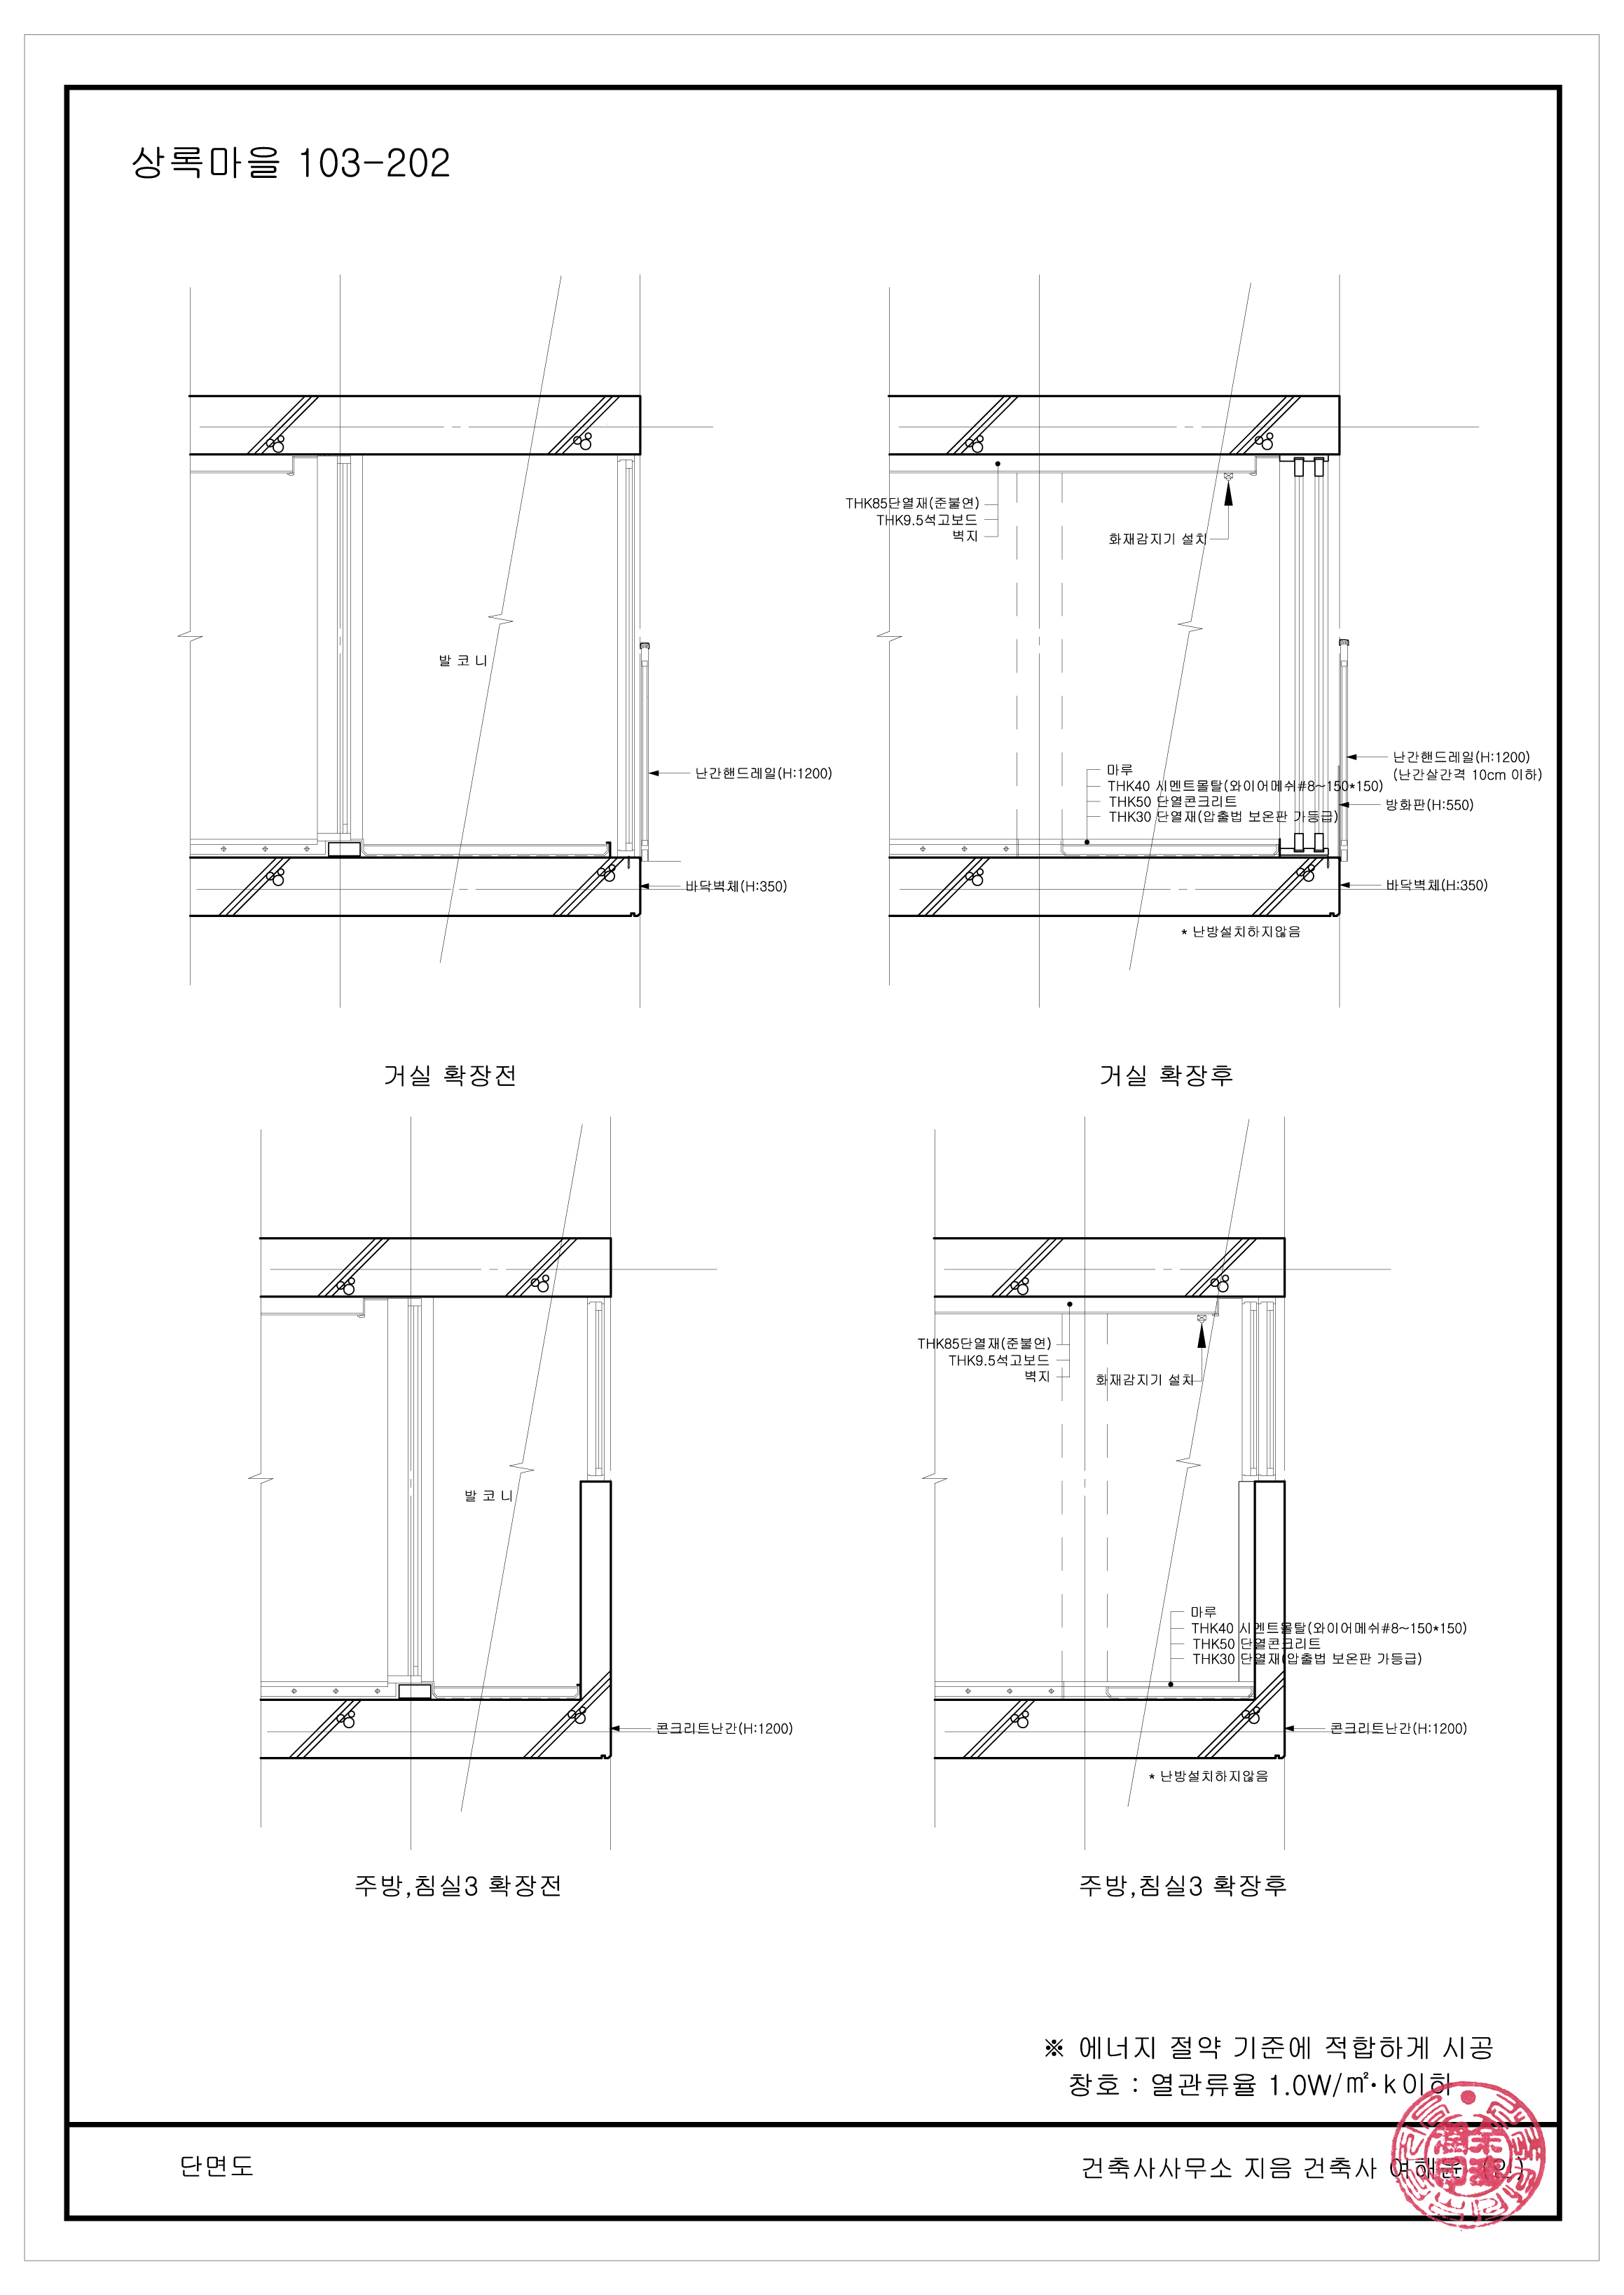 상록마을 103-202
발 코 니
난간핸드레일(H:1200)
바닥벽체(H:350)
거실 확장전
THK85단열재(준불연)
THK9.5석고보드
벽지
화재감지기 설치
마루
THK40 시멘트몰탈(와이어메쉬#8~150*150)
THK50 단열콘크리트
THK30 단열재(압출법 보온판 가등급)
난간핸드레일(H:1200)
(난간살간격 10cm 이하)
방화판(H:550)
바닥벽체(H:350)
* 난방설치하지않음
거실 확장후
발 코 니
콘크리트난간(H:1200)
주방,침실3 확장전
THK85단열재(준불연)
THK9.5석고보드
벽지
화재감지기 설치
마루
THK40 시멘트몰탈(와이어메쉬#8~150*150)
THK50 단열콘크리트
THK30 단열재(압출법 보온판 가등급)
콘크리트난간(H:1200)
* 난방설치하지않음
주방,침실3 확장후
※ 에너지 절약 기준에 적합하게 시공
창호 : 열관류율 1.0W/㎡·k이하
단면도
건축사사무소 지음 건축사